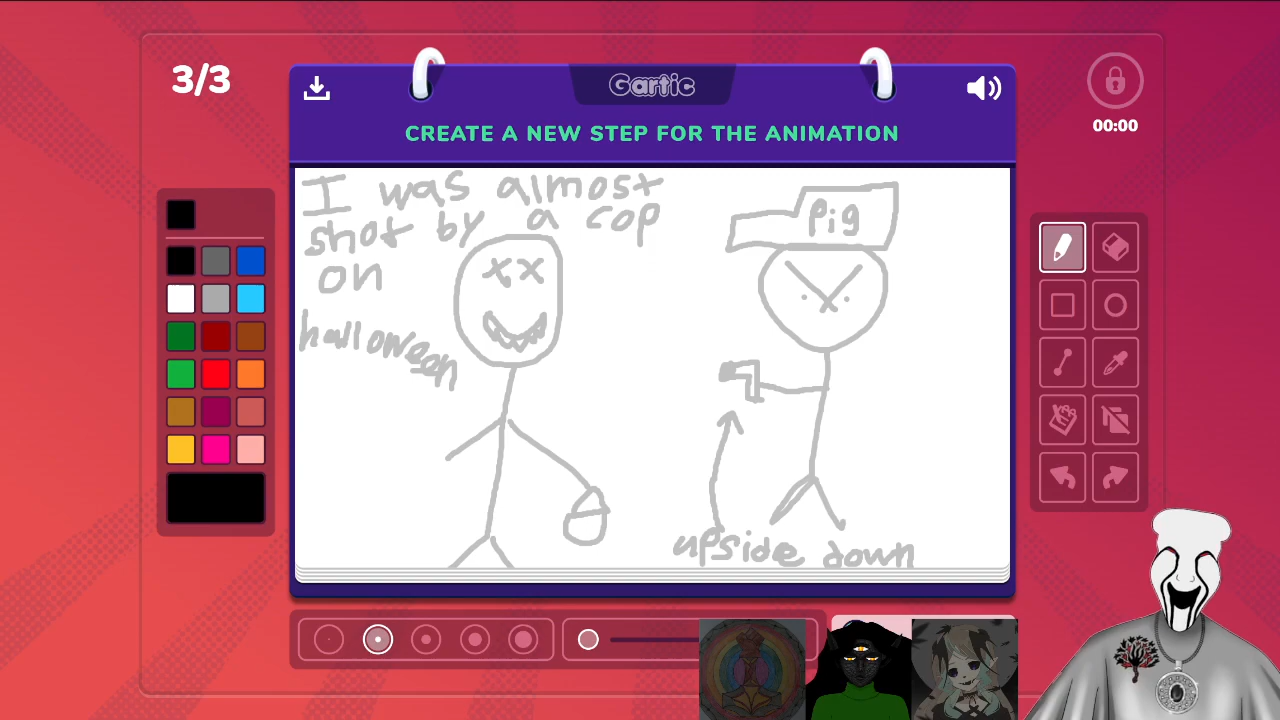 3/3
Gartic
00:00
CREATE A NEW STEP FOR THE ANIMATION
I was almost
shot by a cop
on
halloween
Pig
upside down